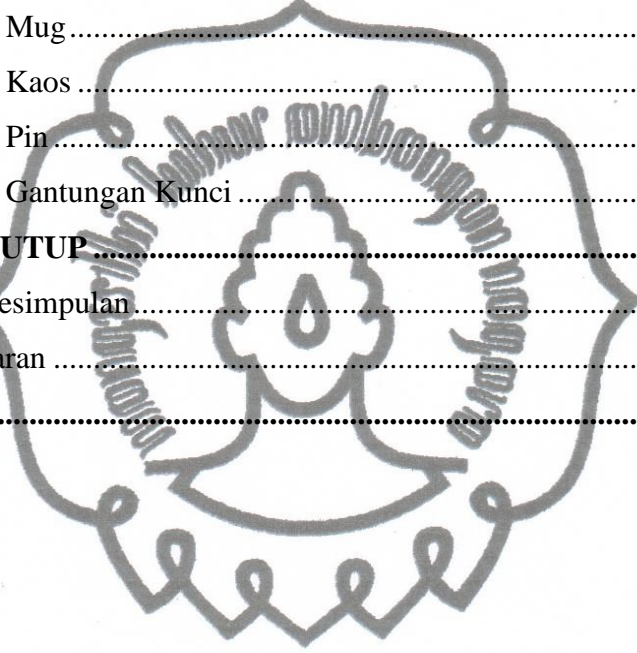 Mug ........................................................................
Kaos .......................................................................
Pin .........................................................................
Gantungan Kunci ..................................................
UTUP ....................................................................
esimpulan ...............................................................
aran .........................................................................
................................................................................